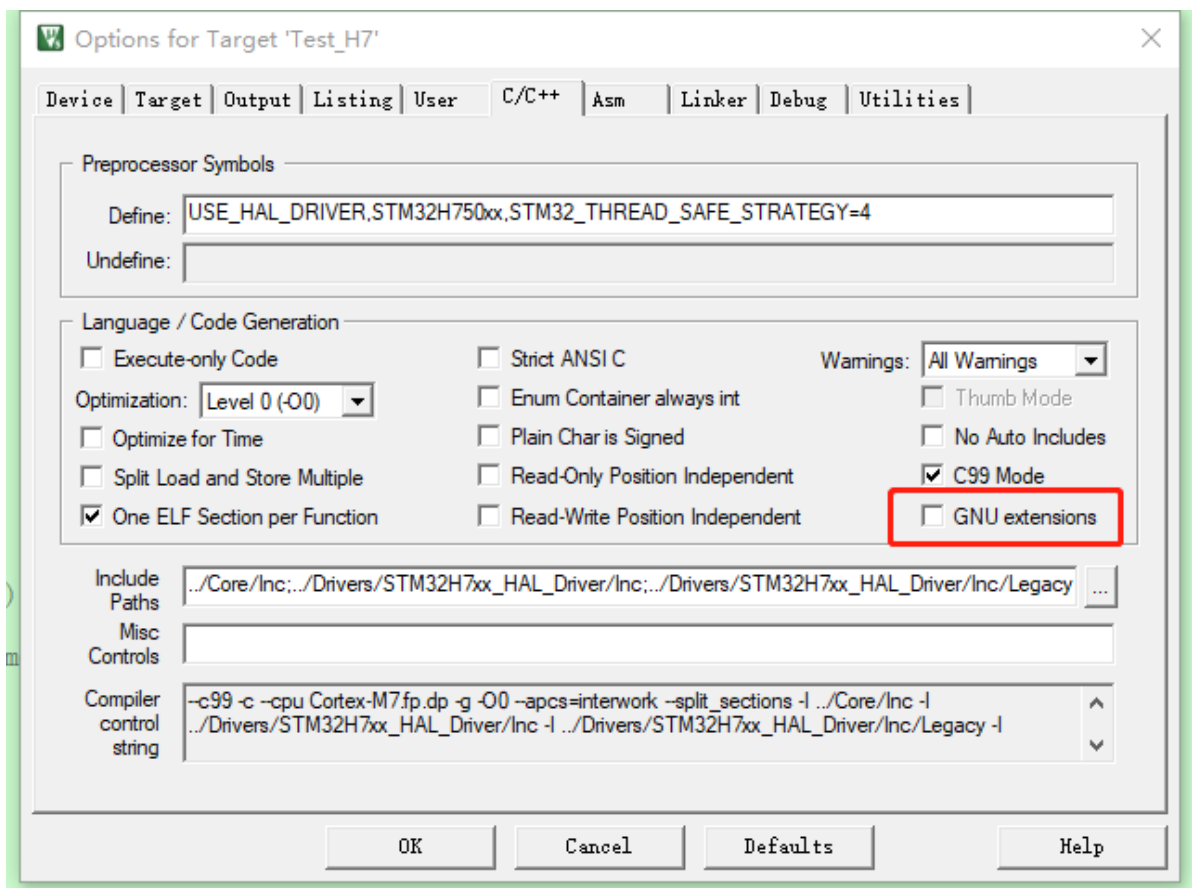 Options for Target 'Test_H7'
Device Target Output Listing User C/C++ Asm Linker Debug Utilities
Preprocessor Symbols
Define: USE_HAL_DRIVER,STM32H750xx,STM32_THREAD_SAFE_STRATEGY=4
Undefine:
Language / Code Generation
Execute-only Code Strict ANSI C Warnings: All Warnings
Optimization: Level 0 (-O0) Enum Container always int Thumb Mode
Optimize for Time Plain Char is Signed No Auto Includes
Split Load and Store Multiple Read-Only Position Independent C99 Mode
One ELF Section per Function Read-Write Position Independent GNU extensions
Include Paths ../Core/Inc;../Drivers/STM32H7xx_HAL_Driver/Inc;../Drivers/STM32H7xx_HAL_Driver/Inc/Legacy ...
Misc Controls
Compiler control string --c99 -c --cpu Cortex-M7.fp.dp -g -O0 --apcs=interwork --split_sections -I ../Core/Inc -I
../Drivers/STM32H7xx_HAL_Driver/Inc -I ../Drivers/STM32H7xx_HAL_Driver/Inc/Legacy -I
OK Cancel Defaults Help